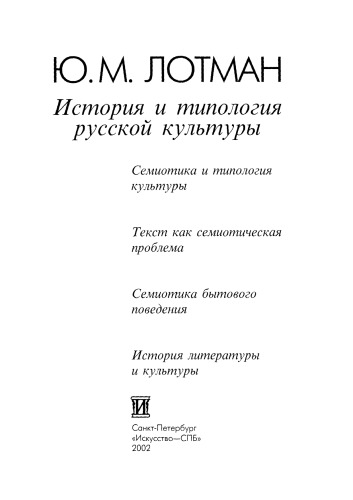 Ю. М. ЛОТМАН
История и типология
русской культуры
Семиотика и типология
культуры
Текст как семиотическая
проблема
Семиотика бытового
поведения
История литературы
и культуры
И
Санкт-Петербург
«Искусство—СПБ»
2002